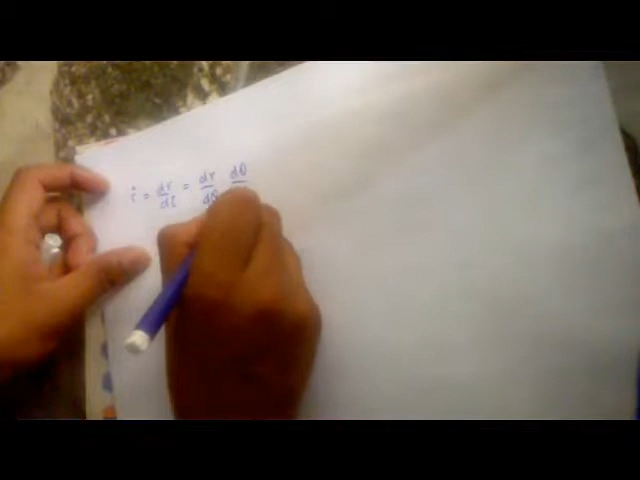 ṙ = dr/dt = dr/dθ dθ